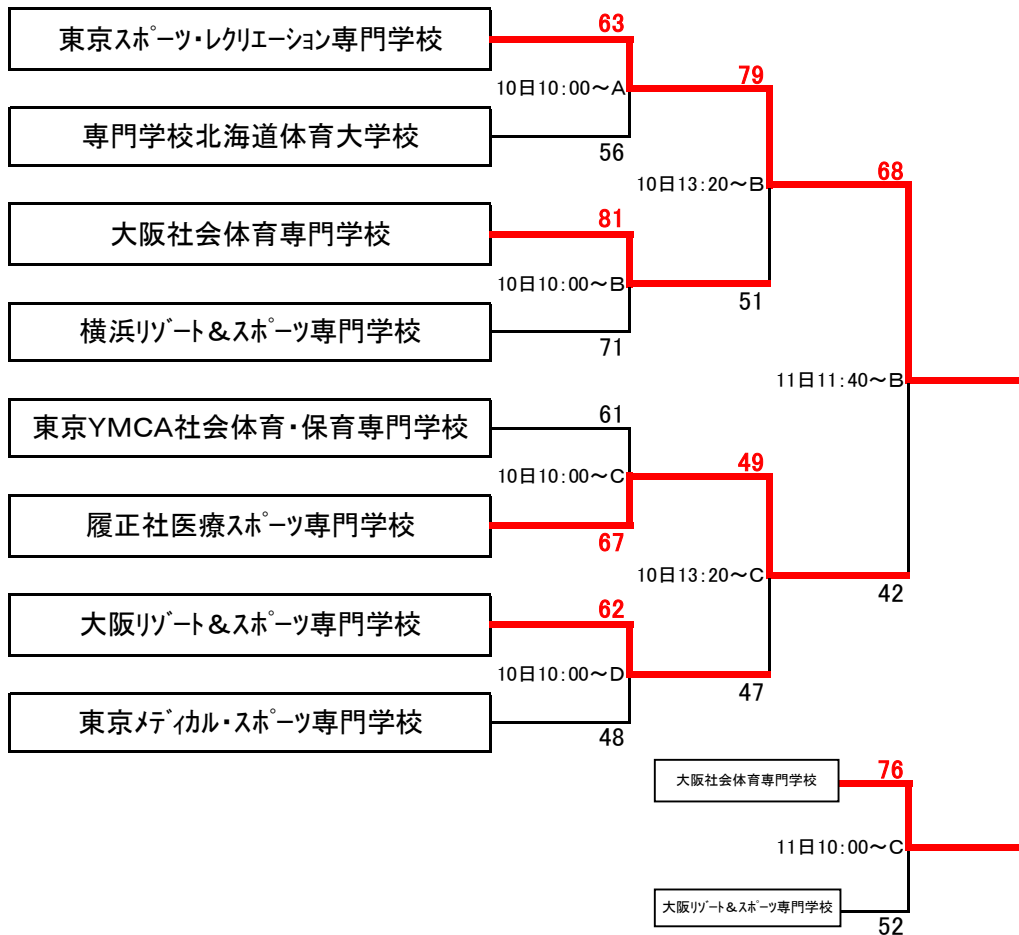 東京スポーツ・レクリエーション専門学校
63
10日10:00～A
79
専門学校北海道体育大学校
56
10日13:20～B
68
大阪社会体育専門学校
81
10日10:00～B
51
横浜リゾート＆スポーツ専門学校
71
11日11:40～B
東京YMCA社会体育・保育専門学校
61
10日10:00～C
49
履正社医療スポーツ専門学校
67
10日13:20～C
42
大阪リゾート＆スポーツ専門学校
62
10日10:00～D
47
東京メディカル・スポーツ専門学校
48
大阪社会体育専門学校
76
11日10:00～C
大阪リゾート＆スポーツ専門学校
52